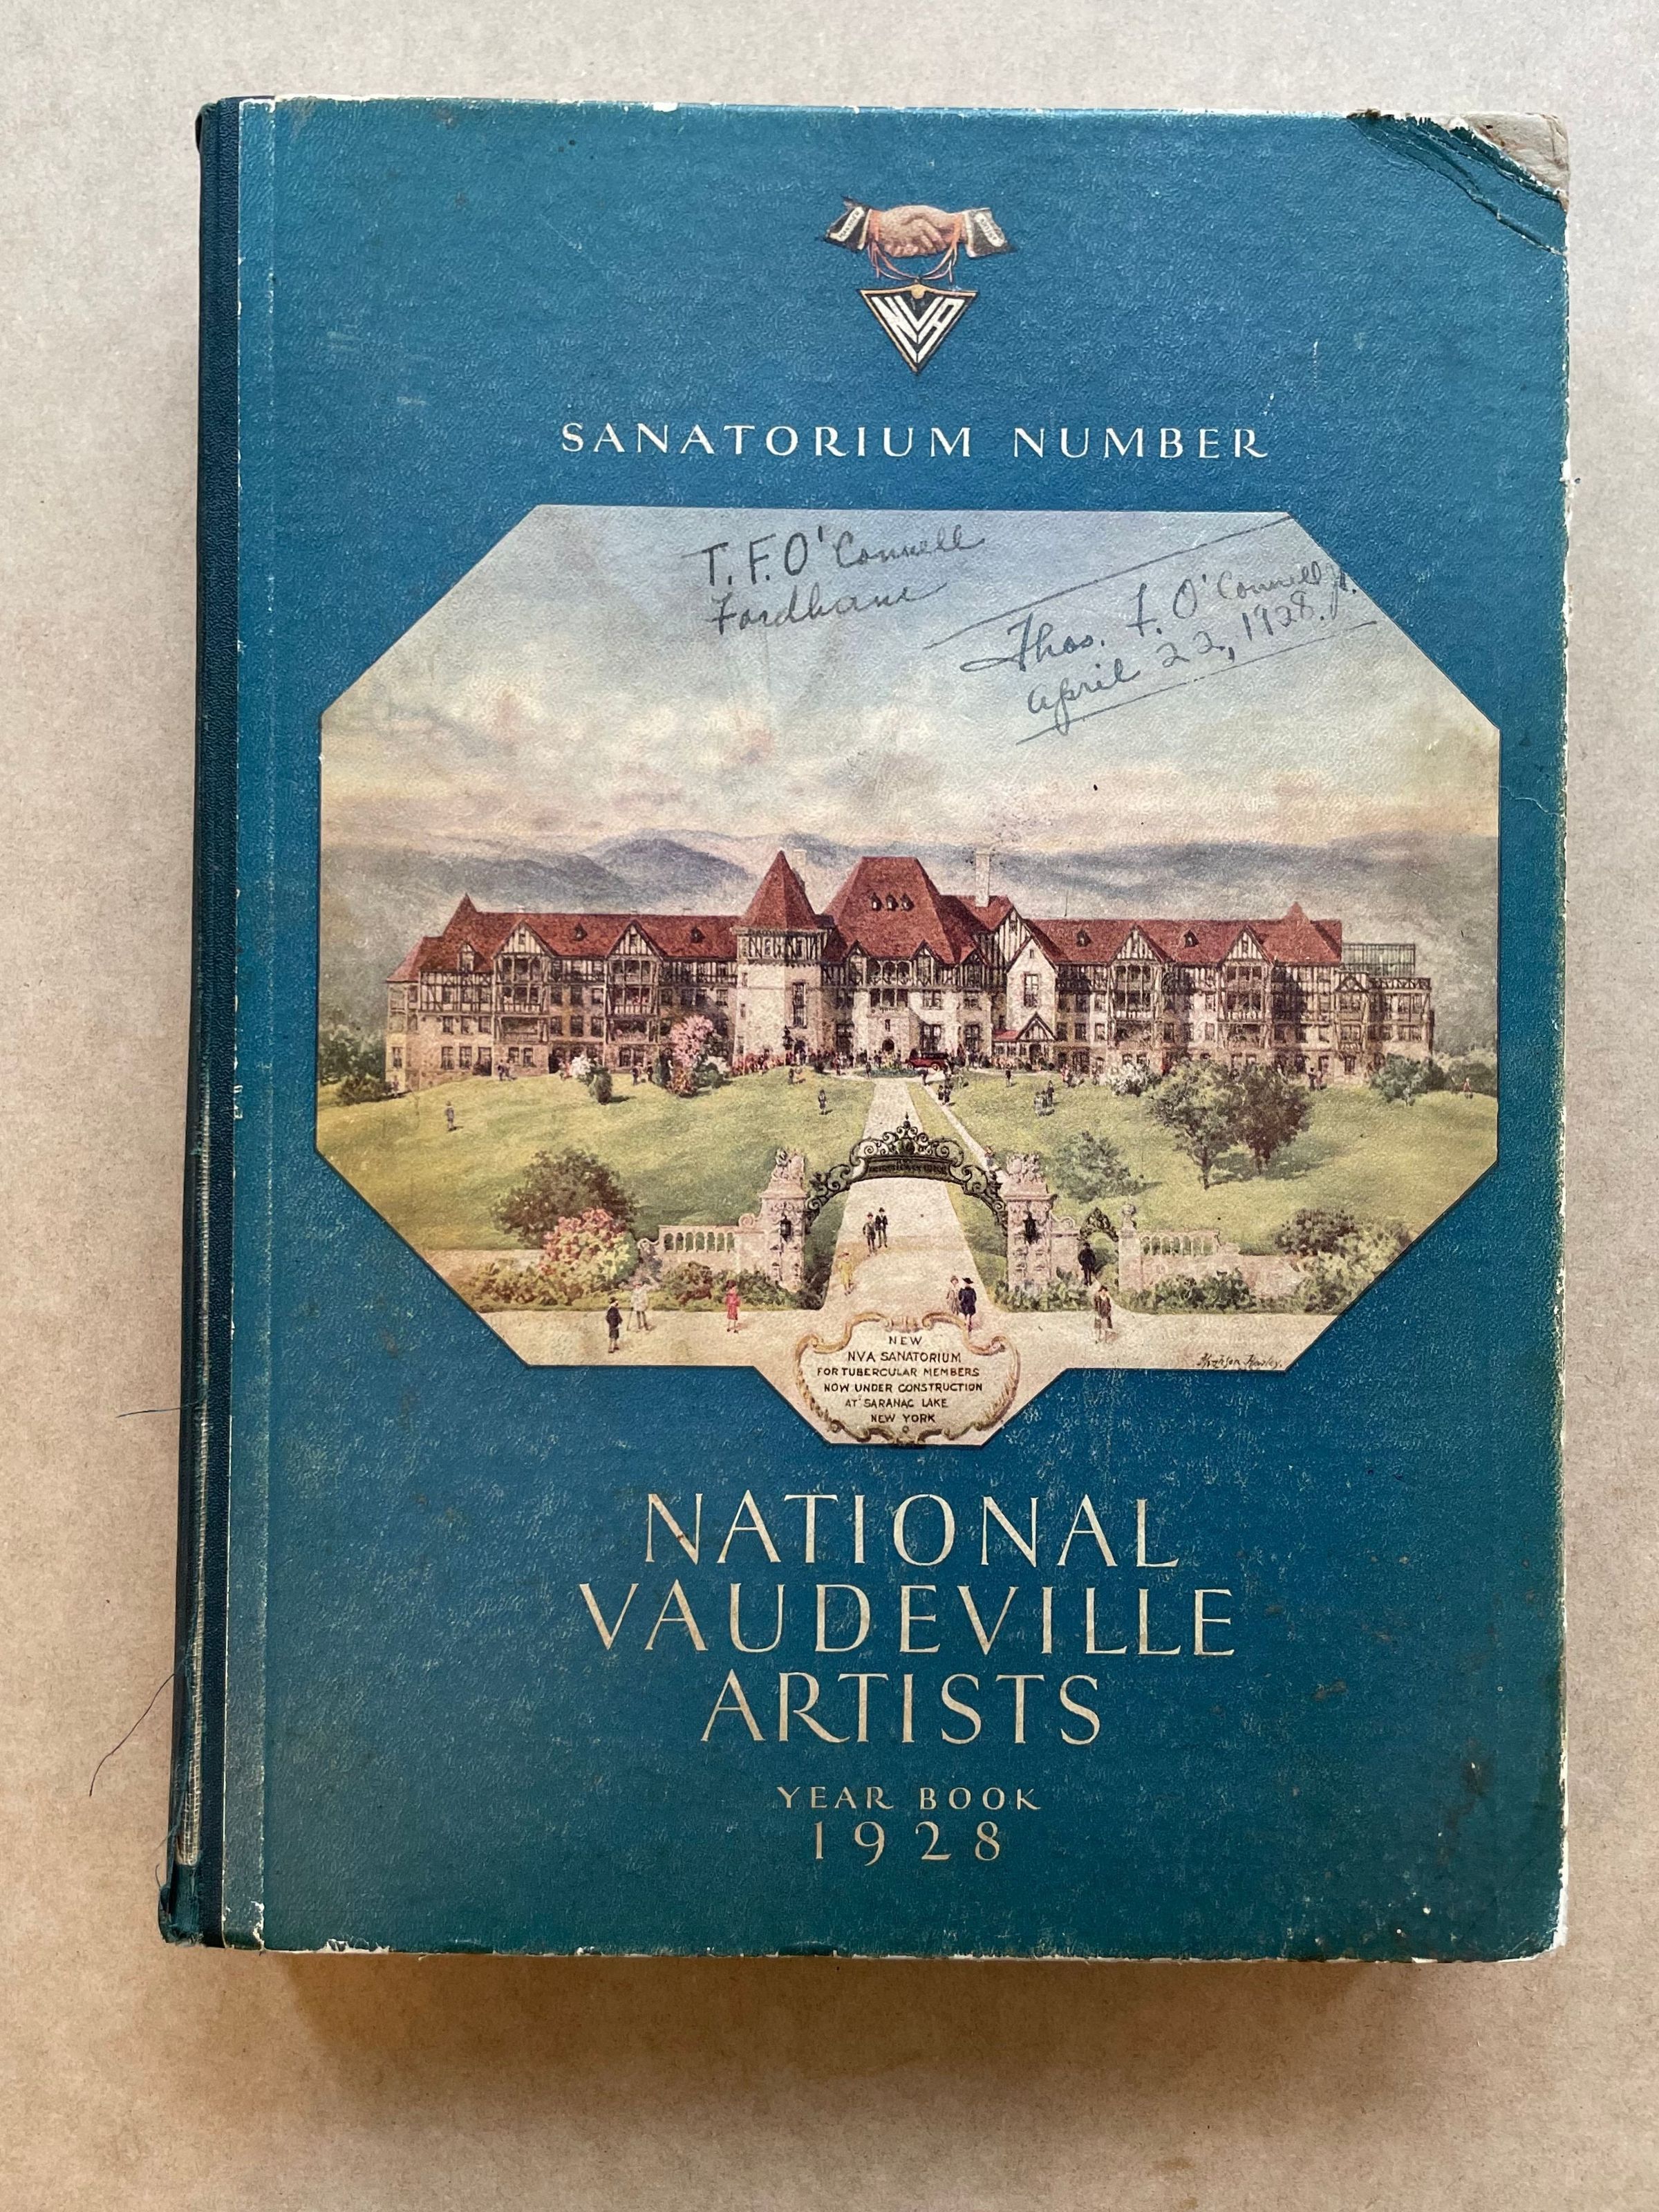 NVA
SANATORIUM NUMBER
T. F. O'Connell
Fordham
Thos. F. O'Connell Jr.
April 22, 1928.
NEW
NVA SANATORIUM
FOR TUBERCULAR MEMBERS
NOW UNDER CONSTRUCTION
AT SARANAC LAKE
NEW YORK
NATIONAL
VAUDEVILLE
ARTISTS
YEAR BOOK
1928